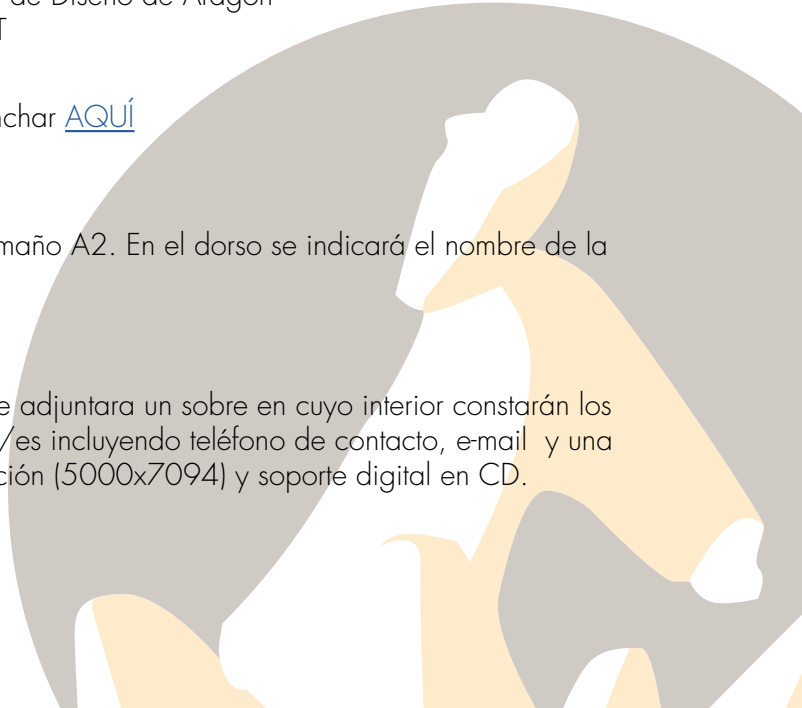 de Diseño de Aragón
T
char AQUÍ
maño A2. En el dorso se indicará el nombre de la
e adjuntara un sobre en cuyo interior constarán los
/es incluyendo teléfono de contacto, e-mail y una
ción (5000x7094) y soporte digital en CD.